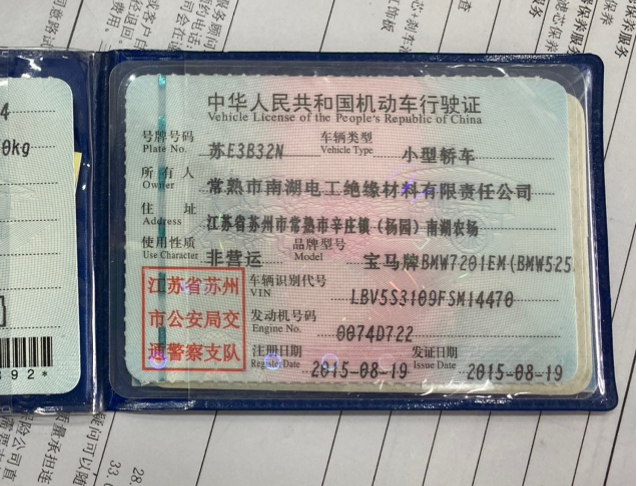 中华人民共和国机动车行驶证
Vehicle License of the People's Republic of China
号牌号码 苏E3B32N 车辆类型 小型轿车
Plate No. Vehicle Type
所有人 常熟市南湖电工绝缘材料有限责任公司
Owner
住址 江苏省苏州市常熟市辛庄镇(杨园)南湖农场
Address
使用性质 非营运 品牌型号 宝马牌BMW7201EM(BMW525
Use Character Model
江苏省苏州
市公安局交
通警察支队
车辆识别代号 LBV5S3109FSM14470
VIN
发动机号码 0074D722
Engine No.
注册日期 2015-08-19 发证日期 2015-08-19
Register Date Issue Date
4
0kg
892*